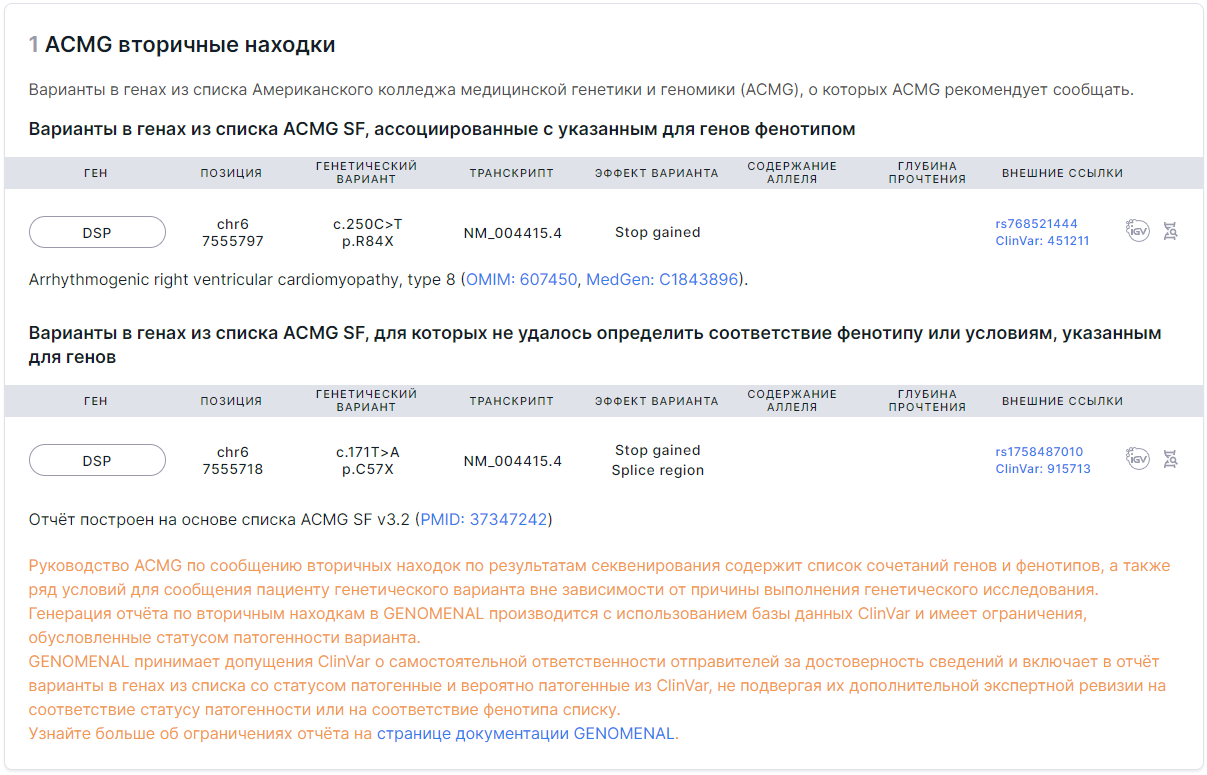 1 ACMG вторичные находки
Варианты в генах из списка Американского колледжа медицинской генетики и геномики (ACMG), о которых ACMG рекомендует сообщать.
Варианты в генах из списка ACMG SF, ассоциированные с указанным для генов фенотипом
ГЕН ПОЗИЦИЯ ГЕНЕТИЧЕСКИЙ ВАРИАНТ ТРАНСКРИПТ ЭФФЕКТ ВАРИАНТА СОДЕРЖАНИЕ АЛЛЕЛЯ ГЛУБИНА ПРОЧТЕНИЯ ВНЕШНИЕ ССЫЛКИ
DSP chr6 c.250C>T NM_004415.4 Stop gained rs768521444 IGV
7555797 p.R84X ClinVar: 451211
Arrhythmogenic right ventricular cardiomyopathy, type 8 (OMIM: 607450, MedGen: C1843896).
Варианты в генах из списка ACMG SF, для которых не удалось определить соответствие фенотипу или условиям, указанным
для генов
ГЕН ПОЗИЦИЯ ГЕНЕТИЧЕСКИЙ ВАРИАНТ ТРАНСКРИПТ ЭФФЕКТ ВАРИАНТА СОДЕРЖАНИЕ АЛЛЕЛЯ ГЛУБИНА ПРОЧТЕНИЯ ВНЕШНИЕ ССЫЛКИ
DSP chr6 c.171T>A NM_004415.4 Stop gained rs1758487010 IGV
7555718 p.C57X Splice region ClinVar: 915713
Отчёт построен на основе списка ACMG SF v3.2 (PMID: 37347242)
Руководство ACMG по сообщению вторичных находок по результатам секвенирования содержит список сочетаний генов и фенотипов, а также
ряд условий для сообщения пациенту генетического варианта вне зависимости от причины выполнения генетического исследования.
Генерация отчёта по вторичным находкам в GENOMENAL производится с использованием базы данных ClinVar и имеет ограничения,
обусловленные статусом патогенности варианта.
GENOMENAL принимает допущения ClinVar о самостоятельной ответственности отправителей за достоверность сведений и включает в отчёт
варианты в генах из списка со статусом патогенные и вероятно патогенные из ClinVar, не подвергая их дополнительной экспертной ревизии на
соответствие статусу патогенности или на соответствие фенотипа списку.
Узнайте больше об ограничениях отчёта на странице документации GENOMENAL.